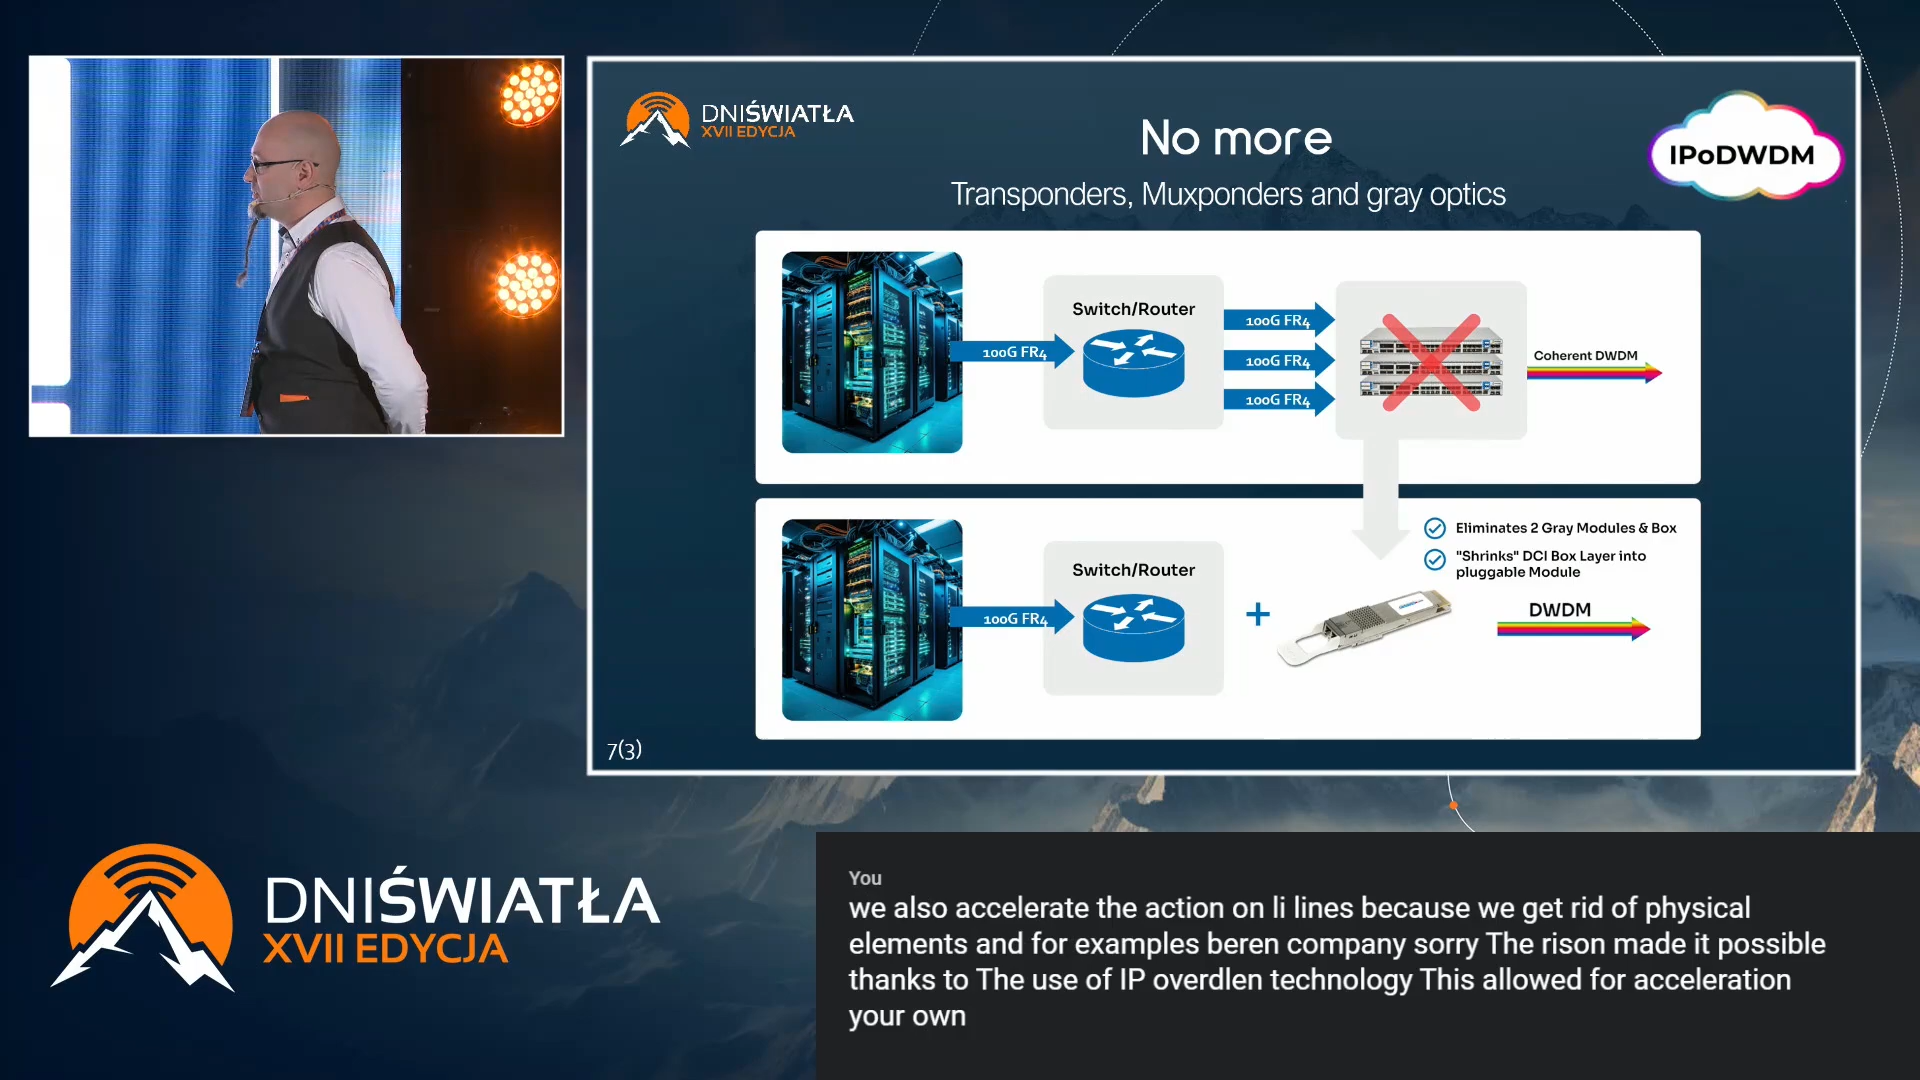 DNIŚWIATŁA
XVII EDYCJA
No more
Transponders, Muxponders and gray optics
IPoDWDM
Switch/Router
100G FR4
100G FR4
100G FR4
100G FR4
Coherent DWDM
Eliminates 2 Gray Modules & Box
"Shrinks" DCI Box Layer into
pluggable Module
Switch/Router
100G FR4
+
DWDM
7(3)
DNIŚWIATŁA
XVII EDYCJA
You
we also accelerate the action on li lines because we get rid of physical
elements and for examples beren company sorry The rison made it possible
thanks to The use of IP overdlen technology This allowed for acceleration
your own